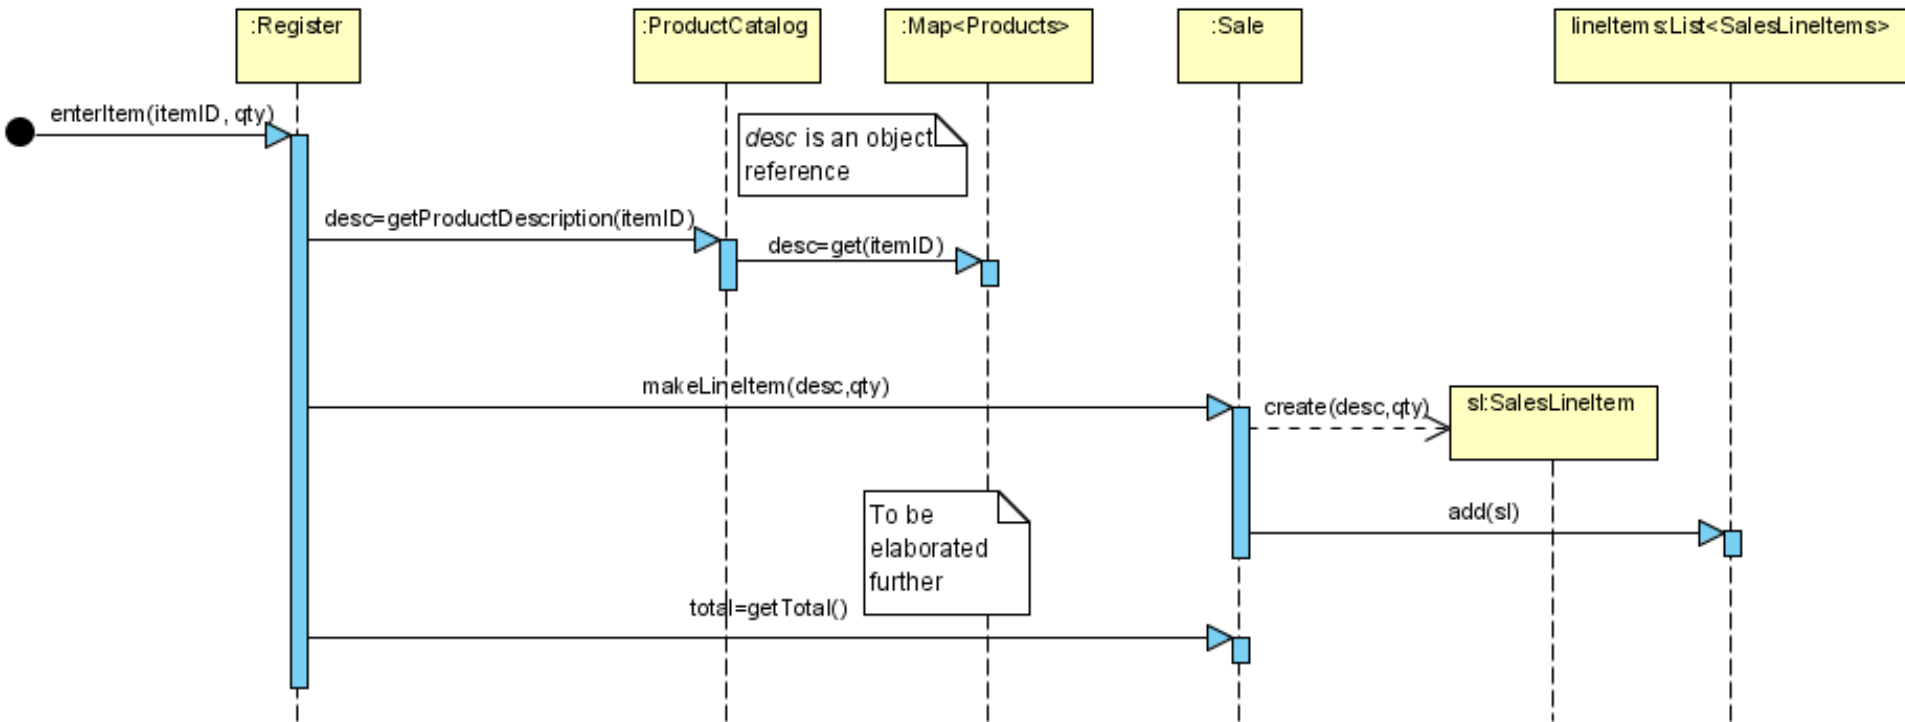 :Register
:ProductCatalog
:Map<Products>
:Sale
lineItems:List<SalesLineItems>
enterItem(itemID, qty)
desc is an object
reference
desc=getProductDescription(itemID)
desc=get(itemID)
makeLineItem(desc,qty)
create(desc,qty)
sl:SalesLineItem
To be
elaborated
further
add(sl)
total=getTotal()